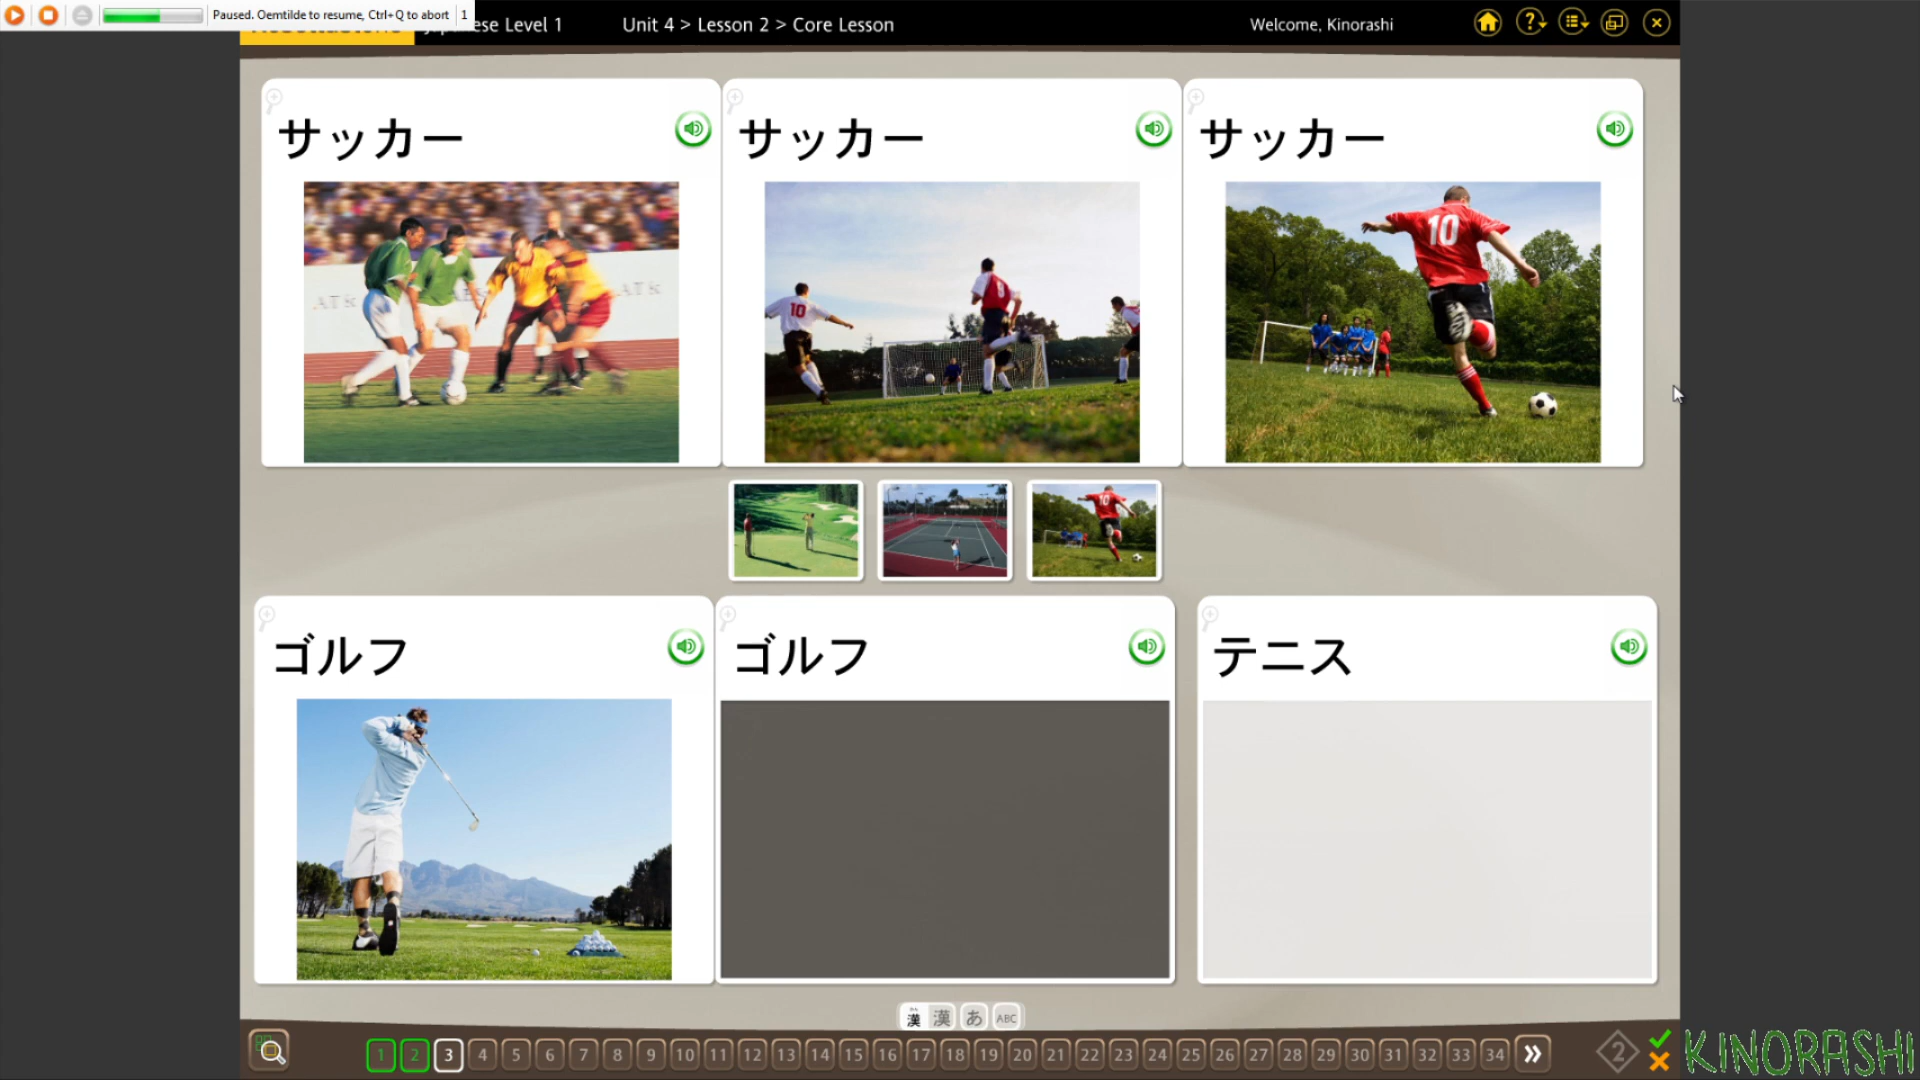 Paused. Oemtilde to resume, Ctrl+Q to abort 1
ese Level 1
Unit 4 > Lesson 2 > Core Lesson
Welcome, Kinorashi
サッカー
サッカー
サッカー
10
10
8
10
ゴルフ
ゴルフ
テニス
漢 漢 あ ABC
1 2 3 4 5 6 7 8 9 10 11 12 13 14 15 16 17 18 19 20 21 22 23 24 25 26 27 28 29 30 31 32 33 34
2
KINORASHI